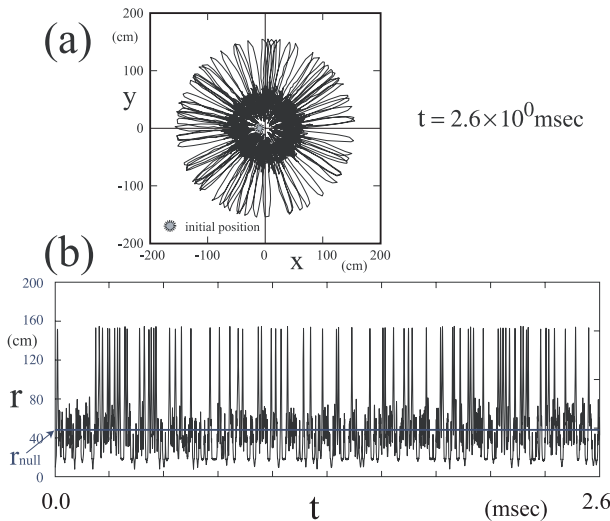 (a)
(cm)
200
100
y
0
-100
-200
-200
-100
0
100
200
x
(cm)
initial position
t = 2.6×10⁰msec
(b)
200
160
(cm)
120
r
80
40
rnull
0
0.0
t
(msec)
2.6